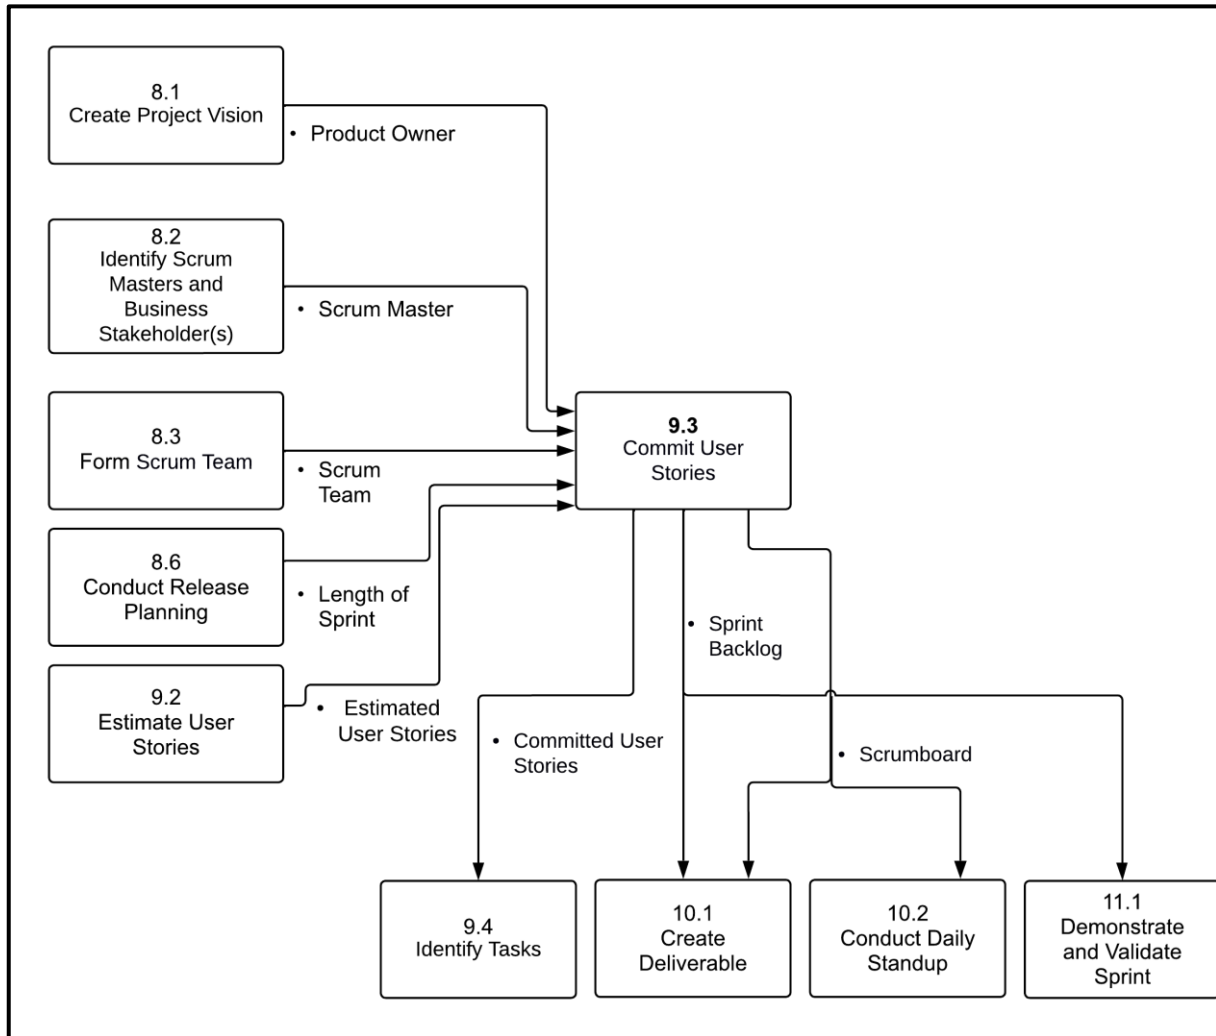 8.1
Create Project Vision
• Product Owner
8.2
Identify Scrum
Masters and
Business
Stakeholder(s)
• Scrum Master
8.3
Form Scrum Team
• Scrum
Team
9.3
Commit User
Stories
8.6
Conduct Release
Planning
• Length of
Sprint
9.2
Estimate User
Stories
• Estimated
User Stories
• Sprint
Backlog
• Committed User
Stories
• Scrumboard
9.4
Identify Tasks
10.1
Create
Deliverable
10.2
Conduct Daily
Standup
11.1
Demonstrate
and Validate
Sprint